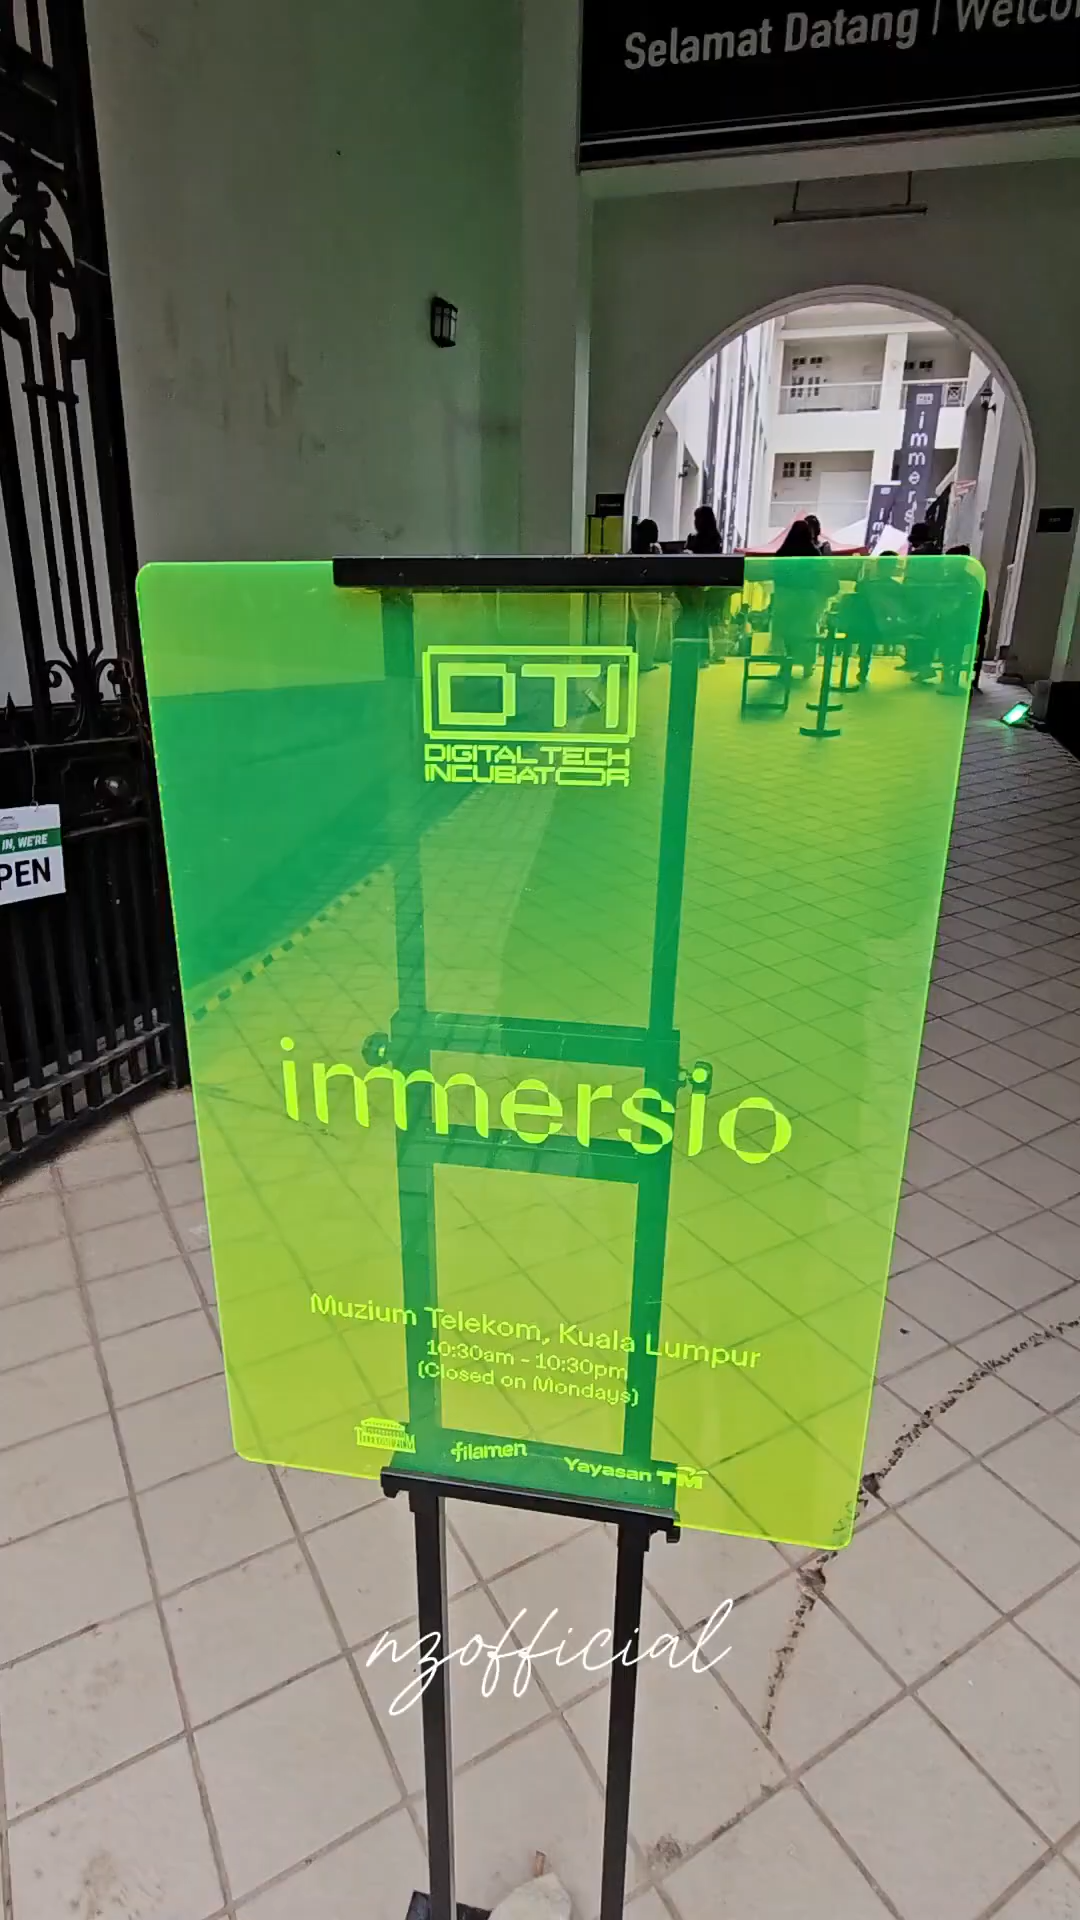 Selamat Datang |
immers
IN, WE'RE
PEN
DTI
DIGITAL TECH
INCUBATOR
immersio
Muzium Telekom, Kuala Lumpur
10:30am - 10:30pm
(Closed on Mondays)
filamen
Yayasan TM
nzofficial